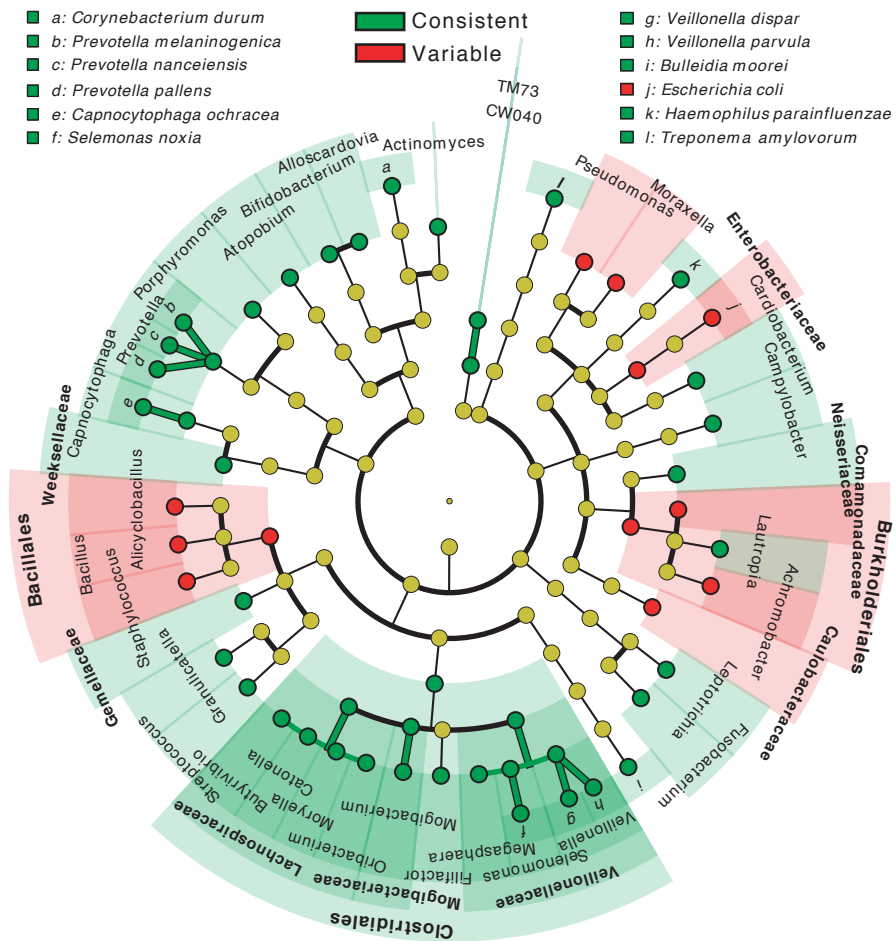 a: Corynebacterium durum
b: Prevotella melaninogenica
c: Prevotella nanceiensis
d: Prevotella pallens
e: Capnocytophaga ochracea
f: Selemonas noxia
Consistent
Variable
g: Veillonella dispar
h: Veillonella parvula
i: Bulleidia moorei
j: Escherichia coli
k: Haemophilus parainfluenzae
l: Treponema amylovorum
TM73
CW040
Actinomyces
a
Alloscardovia
Bifidobacterium
Atopobium
Porphyromonas
Prevotella
b
c
d
Capnocytophaga
e
Weeksellaceae
Bacillales
Alicyclobacillus
Bacillus
Staphylococcus
Gemellaceae
Granulicatella
Streptococcus
Butyrivibrio
Catonella
Moryella
Oribacterium
Lachnospiraceae
Mogibacterium
Mogibacteriaceae
Filifactor
Clostridiales
Megasphaera
Selenomonas
f
Veillonella
g
h
Veillonellaceae
i
Fusobacterium
Leptotrichia
Caulobacteraceae
Achromobacter
Lautropia
Burkholderiales
Comamonadaceae
Neisseriaceae
Campylobacter
Cardiobacterium
Enterobacteriaceae
j
k
Moraxella
Pseudomonas
l